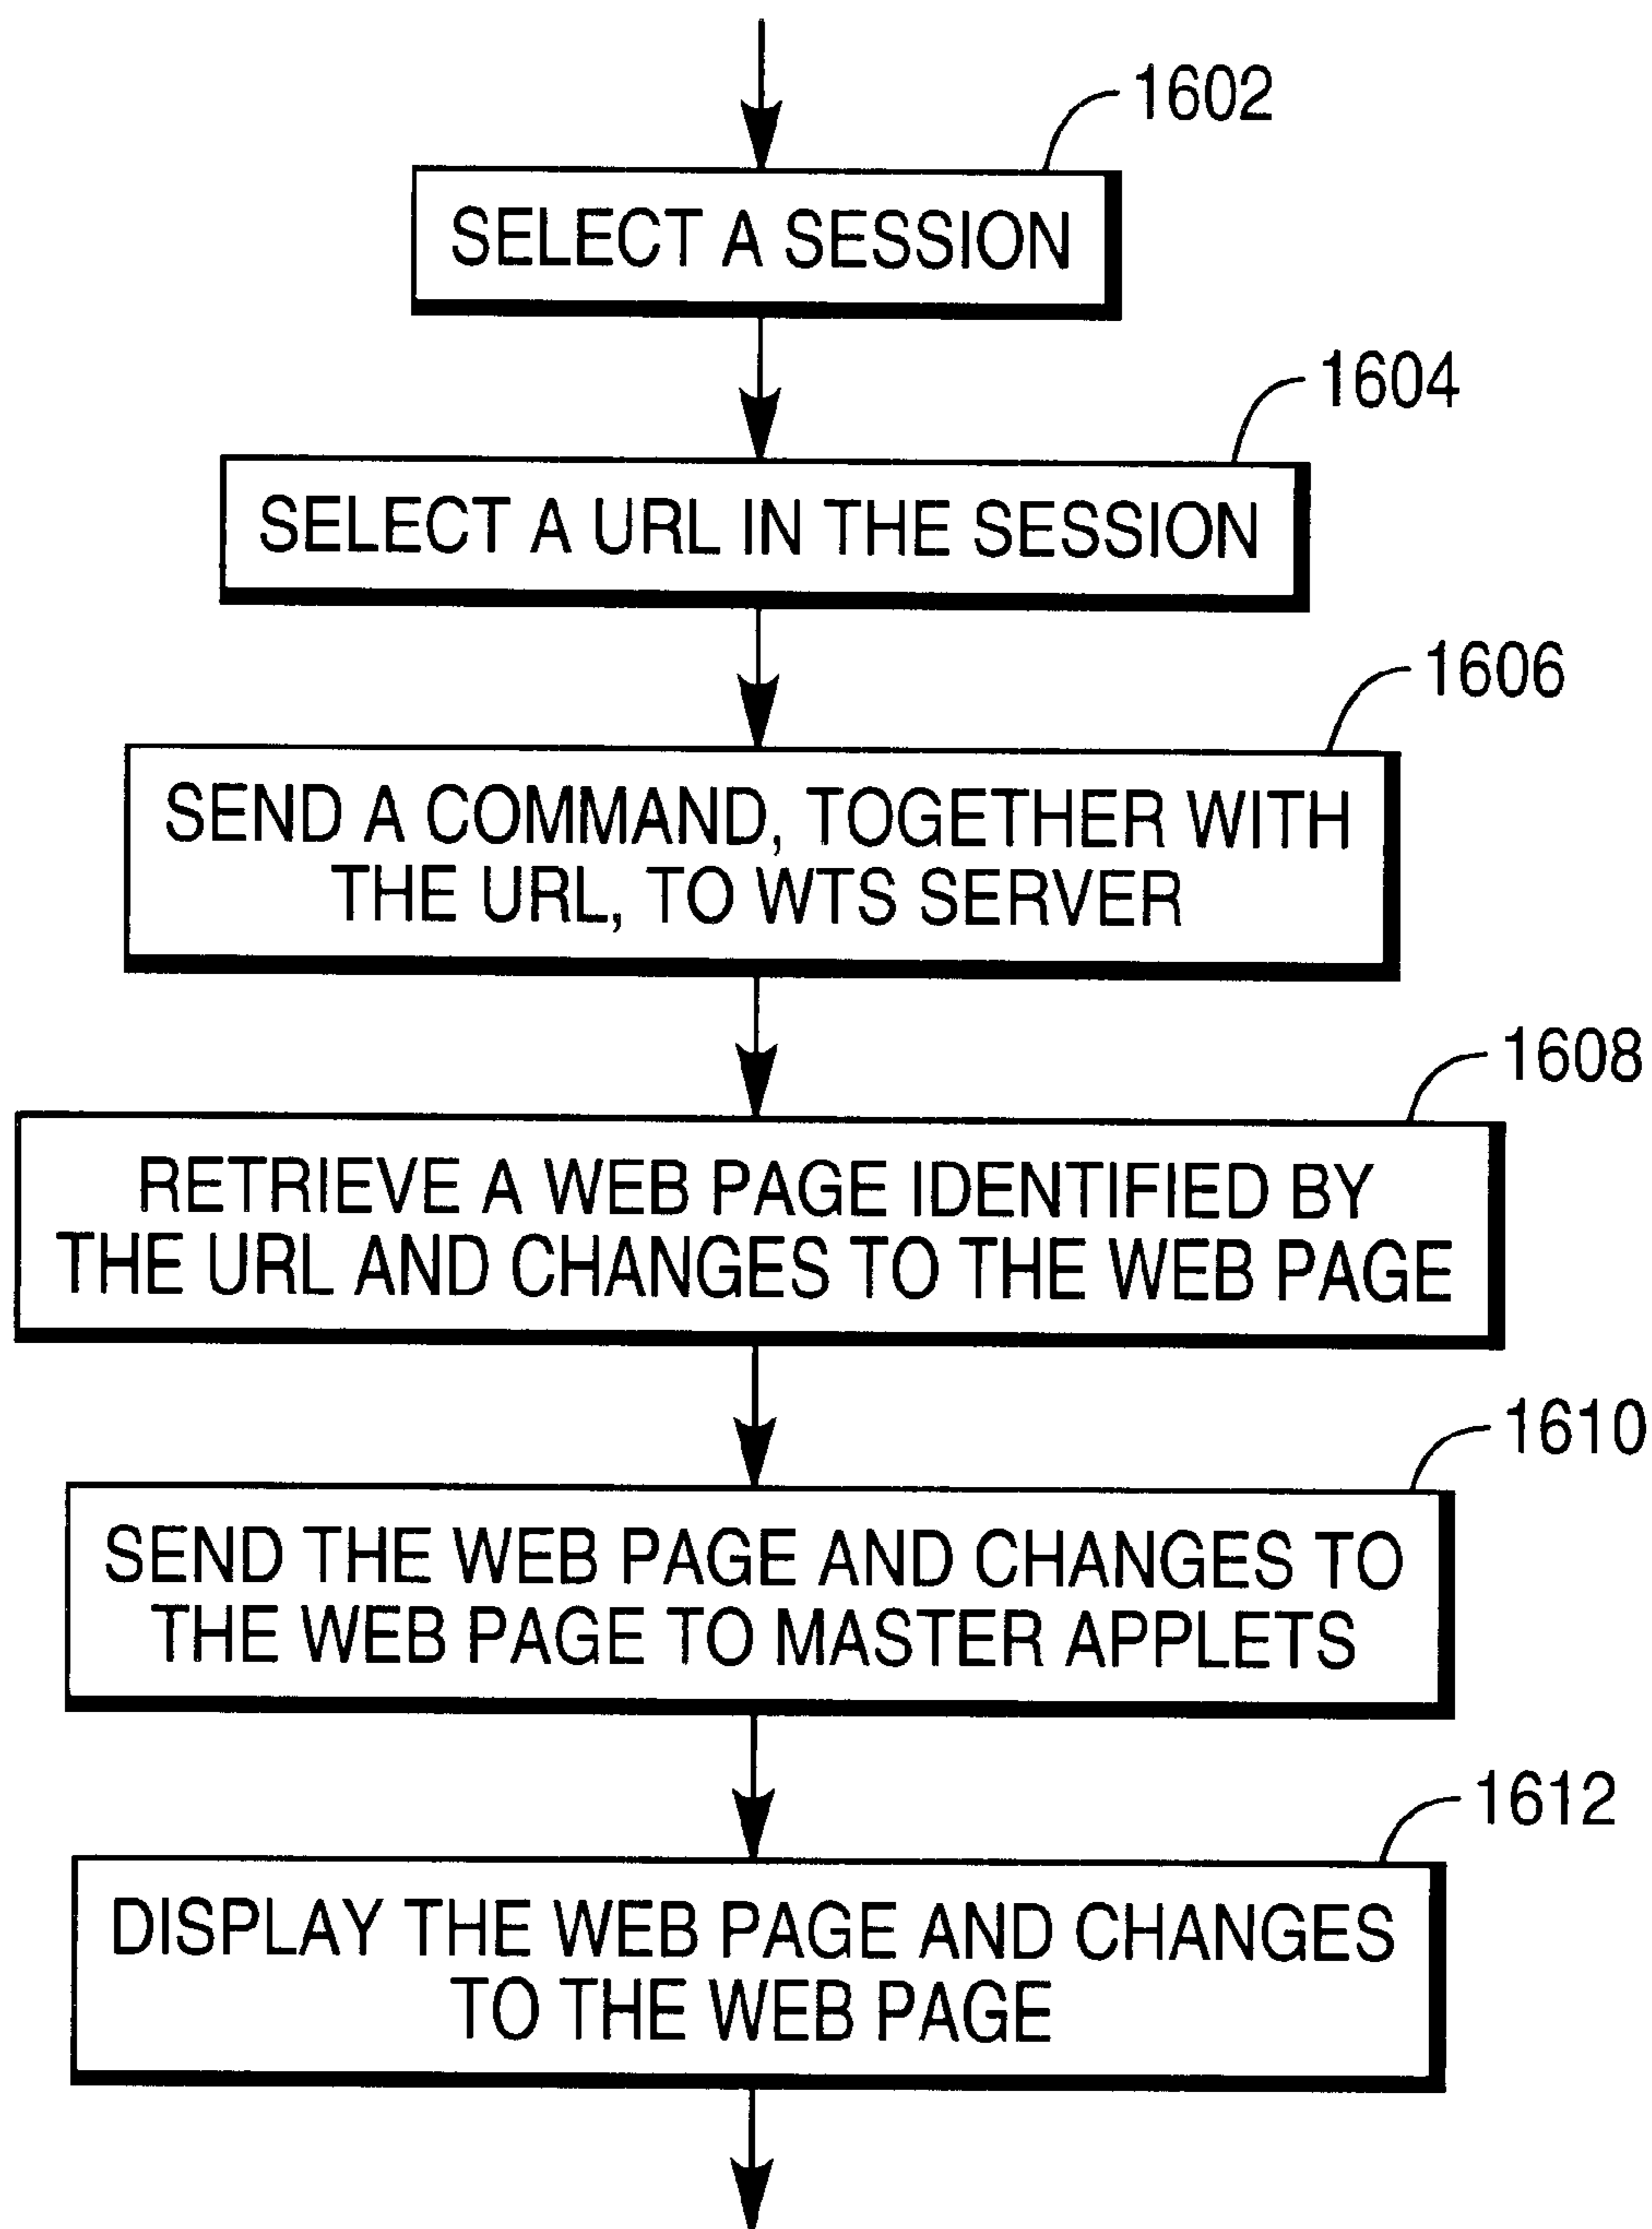 1602
SELECT A SESSION
1604
SELECT A URL IN THE SESSION
1606
SEND A COMMAND, TOGETHER WITH
THE URL, TO WTS SERVER
1608
RETRIEVE A WEB PAGE IDENTIFIED BY
THE URL AND CHANGES TO THE WEB PAGE
1610
SEND THE WEB PAGE AND CHANGES TO
THE WEB PAGE TO MASTER APPLETS
1612
DISPLAY THE WEB PAGE AND CHANGES
TO THE WEB PAGE